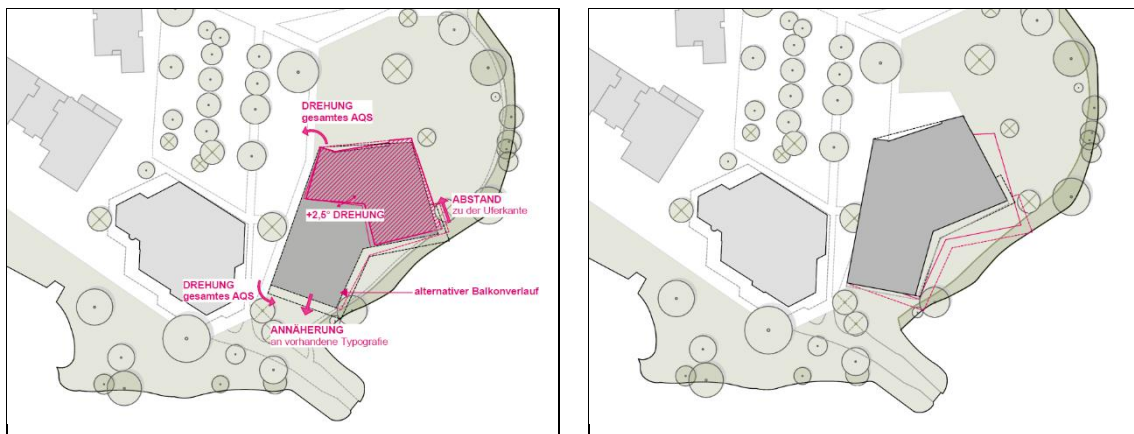 DREHUNG
gesamtes AQS
+2,5° DREHUNG
ABSTAND
zu der Uferkante
DREHUNG
gesamtes AQS
alternativer Balkonverlauf
ANNÄHERUNG
an vorhandene Typografie